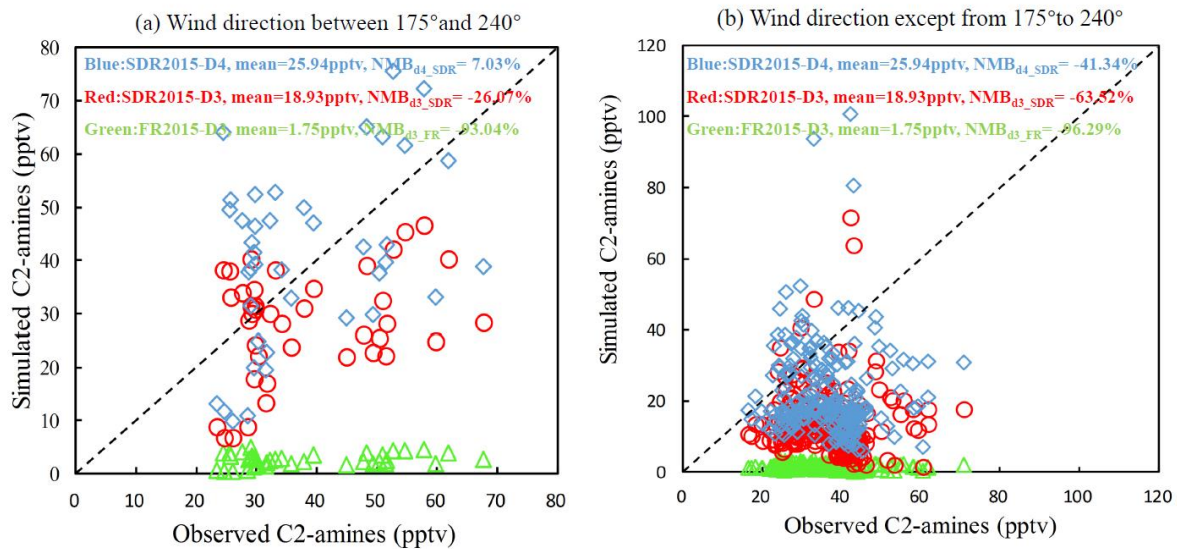 (a) Wind direction between 175°and 240°
80
70
60
50
40
30
20
10
0
Blue:SDR2015-D4, mean=25.94pptv, NMBd4_SDR= 7.03%
Red:SDR2015-D3, mean=18.93pptv, NMBd3_SDR= -26.07%
Green:FR2015-D3, mean=1.75pptv, NMBd3_FR= -93.04%
Simulated C2-amines (pptv)
0 10 20 30 40 50 60 70 80
Observed C2-amines (pptv)
(b) Wind direction except from 175°to 240°
120
100
80
60
40
20
0
Blue:SDR2015-D4, mean=25.94pptv, NMBd4_SDR= -41.34%
Red:SDR2015-D3, mean=18.93pptv, NMBd3_SDR= -63.52%
Green:FR2015-D3, mean=1.75pptv, NMBd3_FR= -96.29%
Simulated C2-amines (pptv)
0 20 40 60 80 100 120
Observed C2-amines (pptv)